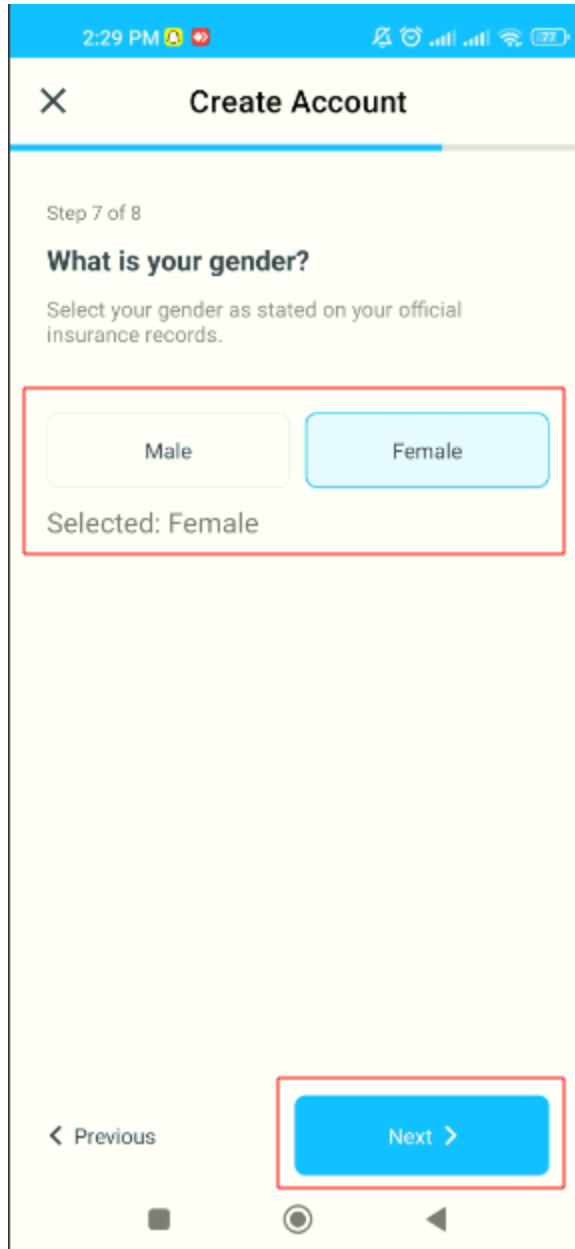 2:29 PM
77
Create Account
Step 7 of 8
What is your gender?
Select your gender as stated on your official
insurance records.
Male
Female
Selected: Female
Previous
Next